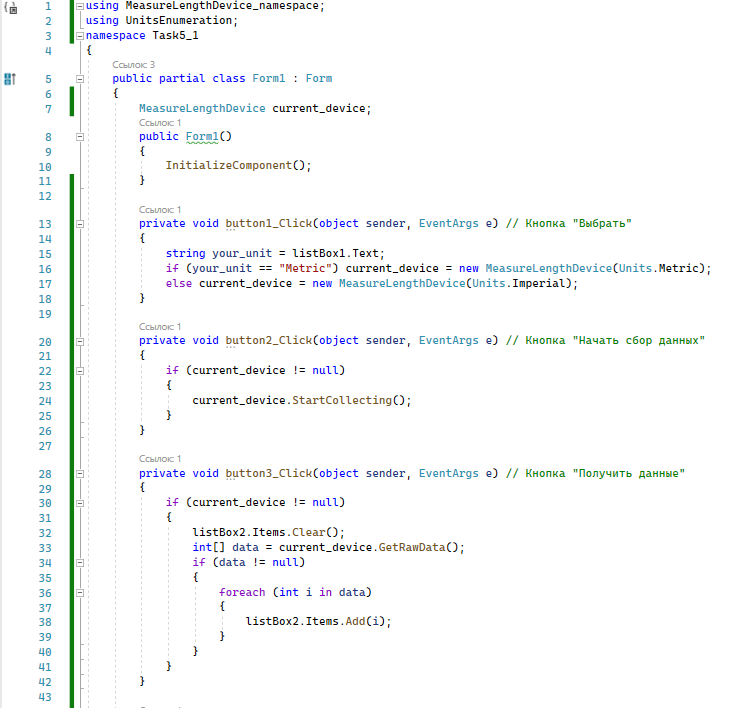 1 using MeasureLengthDevice_namespace;
2 using UnitsEnumeration;
3 namespace Task5_1
4 {
Ссылок: 3
5 public partial class Form1 : Form
6 {
7 MeasureLengthDevice current_device;
Ссылок: 1
8 public Form1()
9 {
10 InitializeComponent();
11 }
12
Ссылок: 1
13 private void button1_Click(object sender, EventArgs e) // Кнопка "Выбрать"
14 {
15 string your_unit = listBox1.Text;
16 if (your_unit == "Metric") current_device = new MeasureLengthDevice(Units.Metric);
17 else current_device = new MeasureLengthDevice(Units.Imperial);
18 }
19
Ссылок: 1
20 private void button2_Click(object sender, EventArgs e) // Кнопка "Начать сбор данных"
21 {
22 if (current_device != null)
23 {
24 current_device.StartCollecting();
25 }
26 }
27
Ссылок: 1
28 private void button3_Click(object sender, EventArgs e) // Кнопка "Получить данные"
29 {
30 if (current_device != null)
31 {
32 listBox2.Items.Clear();
33 int[] data = current_device.GetRawData();
34 if (data != null)
35 {
36 foreach (int i in data)
37 {
38 listBox2.Items.Add(i);
39 }
40 }
41 }
42 }
43